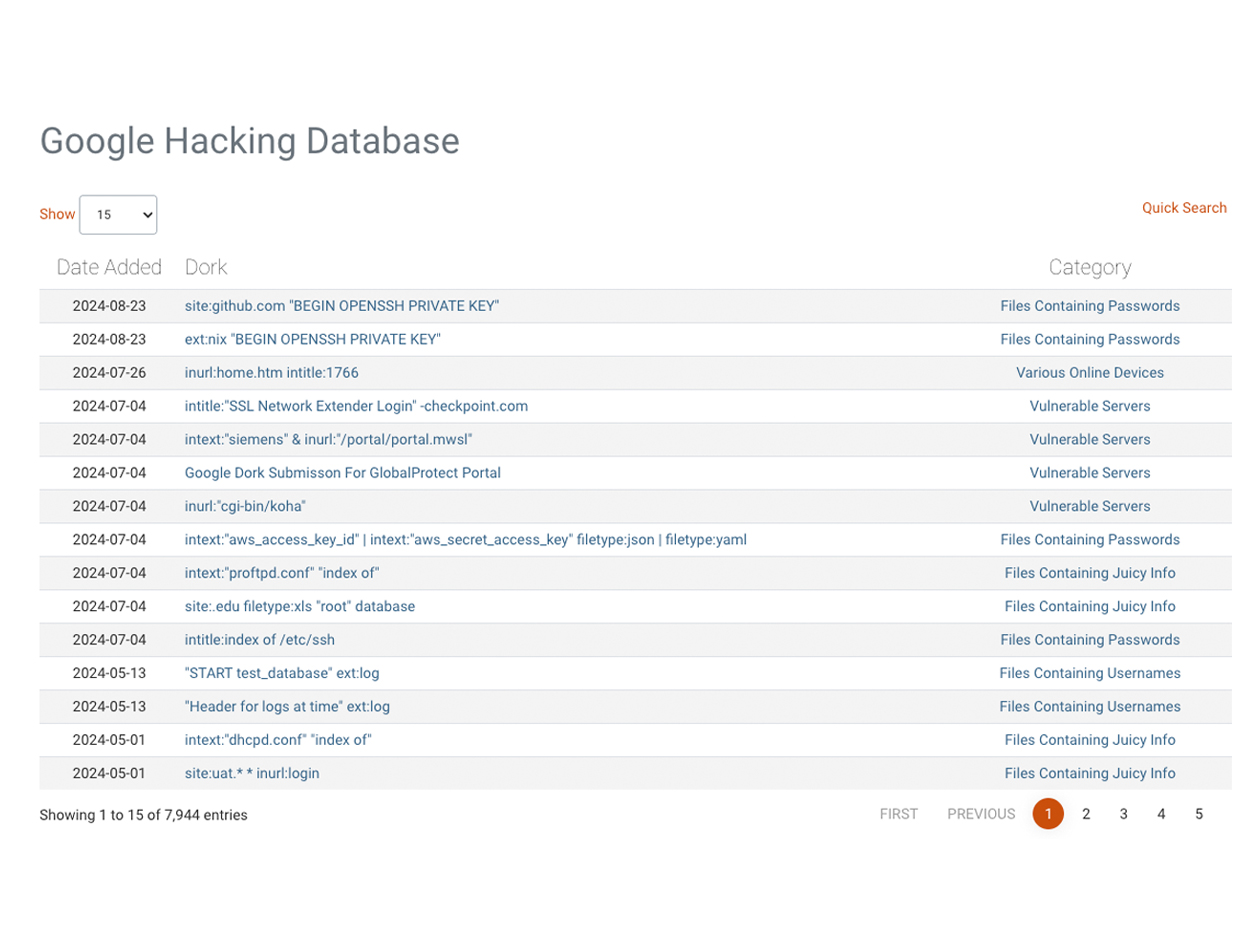 Google Hacking Database
Show 15 Quick Search
Date Added Dork Category
2024-08-23 site:github.com "BEGIN OPENSSH PRIVATE KEY" Files Containing Passwords
2024-08-23 ext:nix "BEGIN OPENSSH PRIVATE KEY" Files Containing Passwords
2024-07-26 inurl:home.htm intitle:1766 Various Online Devices
2024-07-04 intitle:"SSL Network Extender Login" -checkpoint.com Vulnerable Servers
2024-07-04 intext:"siemens" & inurl:"/portal/portal.mwsl" Vulnerable Servers
2024-07-04 Google Dork Submisson For GlobalProtect Portal Vulnerable Servers
2024-07-04 inurl:"cgi-bin/koha" Vulnerable Servers
2024-07-04 intext:"aws_access_key_id" | intext:"aws_secret_access_key" filetype:json | filetype:yaml Files Containing Passwords
2024-07-04 intext:"proftpd.conf" "index of" Files Containing Juicy Info
2024-07-04 site:.edu filetype:xls "root" database Files Containing Juicy Info
2024-07-04 intitle:index of /etc/ssh Files Containing Passwords
2024-05-13 "START test_database" ext:log Files Containing Usernames
2024-05-13 "Header for logs at time" ext:log Files Containing Usernames
2024-05-01 intext:"dhcpd.conf" "index of" Files Containing Juicy Info
2024-05-01 site:uat.* * inurl:login Files Containing Juicy Info
Showing 1 to 15 of 7,944 entries FIRST PREVIOUS 1 2 3 4 5